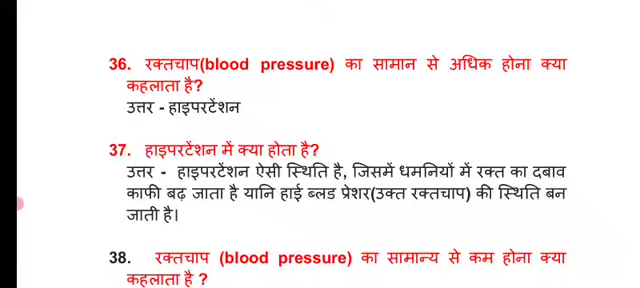 36. रक्तचाप(blood pressure) का सामान से अधिक होना क्या
कहलाता है?
उत्तर - हाइपरटेंशन
37. हाइपरटेंशन में क्या होता है?
उत्तर - हाइपरटेंशन ऐसी स्थिति है, जिसमें धमनियों में रक्त का दबाव
काफी बढ़ जाता है यानि हाई ब्लड प्रेशर(उक्त रक्तचाप) की स्थिति बन
जाती है।
38. रक्तचाप (blood pressure) का सामान्य से कम होना क्या
कहलाता है ?